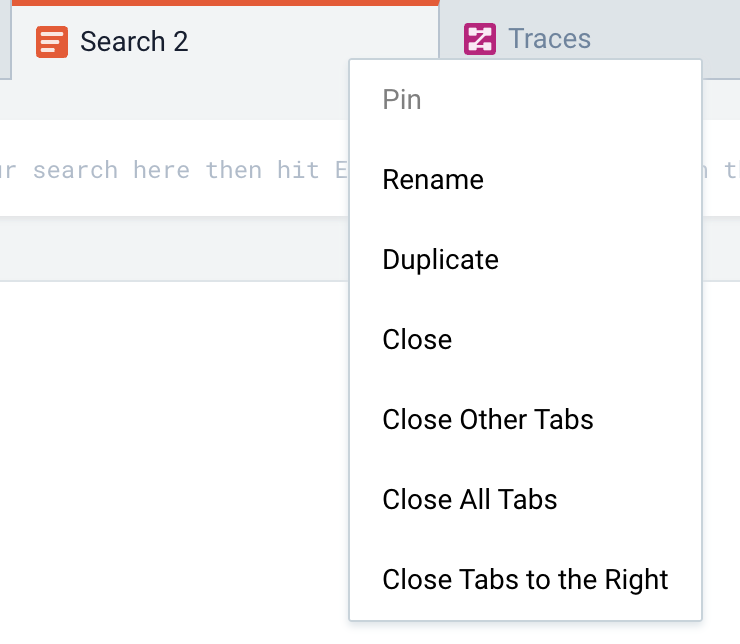 Search 2
Traces
Pin
search here then hit
Rename
Duplicate
Close
Close Other Tabs
Close All Tabs
Close Tabs to the Right